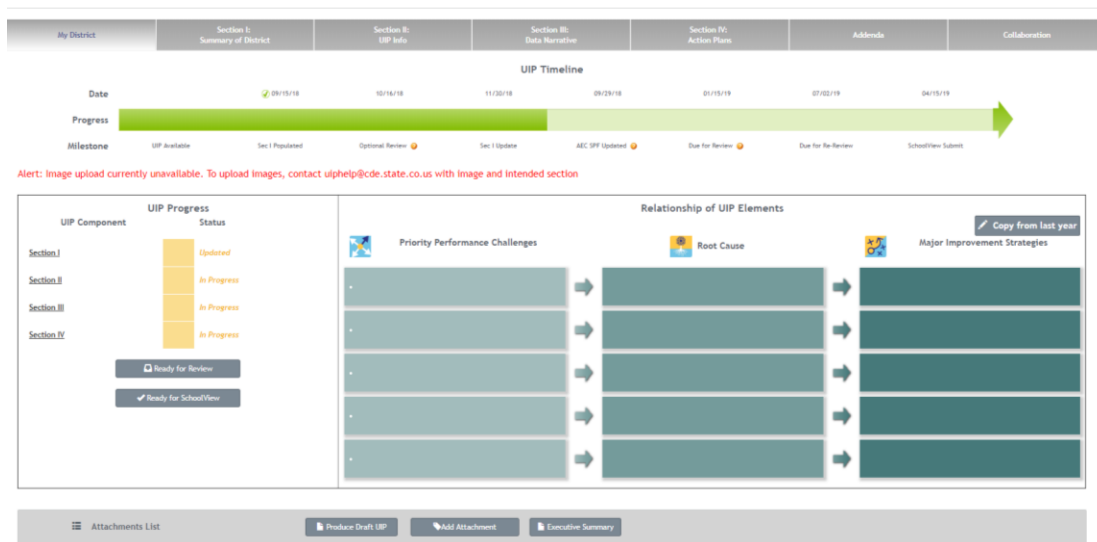 My District
Section I:
Summary of District
Section II:
UIP Info
Section III:
Data Narrative
Section IV:
Action Plans
Addenda
Collaboration
UIP Timeline
Date 09/15/18 10/16/18 11/30/18 09/29/18 01/15/19 07/02/19 04/15/19
Progress
Milestone UIP Available Sec I Populated Optional Review Sec I Update AEC SPF Updated Due for Review Due for Re-Review SchoolView Submit
Alert: Image upload currently unavailable. To upload images, contact uiphelp@cde.state.co.us with image and intended section
UIP Progress
UIP Component Status
Section I Updated
Section II In Progress
Section III In Progress
Section IV In Progress
Ready for Review
Ready for SchoolView
Relationship of UIP Elements
Copy from last year
Priority Performance Challenges Root Cause Major Improvement Strategies
Attachments List Produce Draft UIP Add Attachment Executive Summary